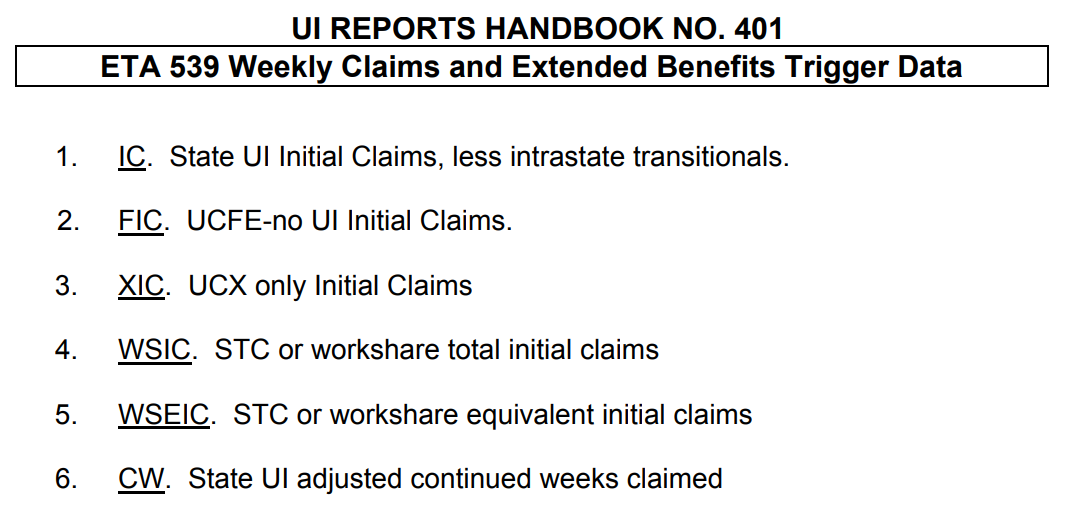 UI REPORTS HANDBOOK NO. 401
ETA 539 Weekly Claims and Extended Benefits Trigger Data
1. IC. State UI Initial Claims, less intrastate transitionals.
2. FIC. UCFE-no UI Initial Claims.
3. XIC. UCX only Initial Claims
4. WSIC. STC or workshare total initial claims
5. WSEIC. STC or workshare equivalent initial claims
6. CW. State UI adjusted continued weeks claimed